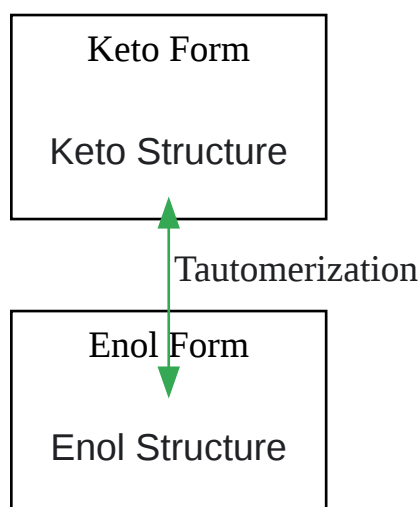 Keto Form
Keto Structure
Tautomerization
Enol Form
Enol Structure